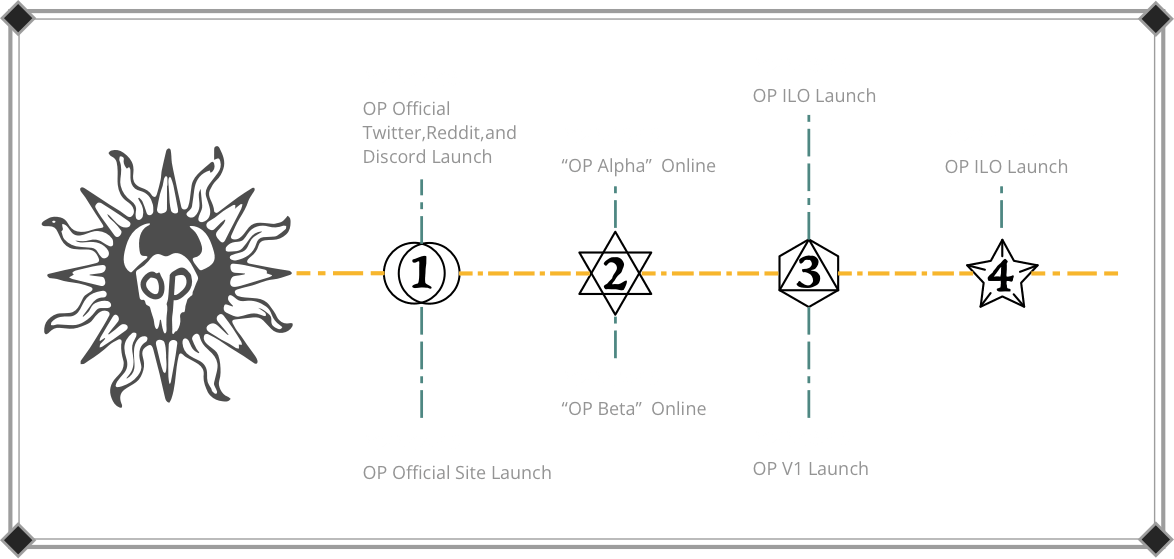 OP Official
Twitter,Reddit,and
Discord Launch
“OP Alpha”  Online
OP ILO Launch
OP ILO Launch
OP
1
2
3
4
“OP Beta”  Online
OP Official Site Launch
OP V1 Launch